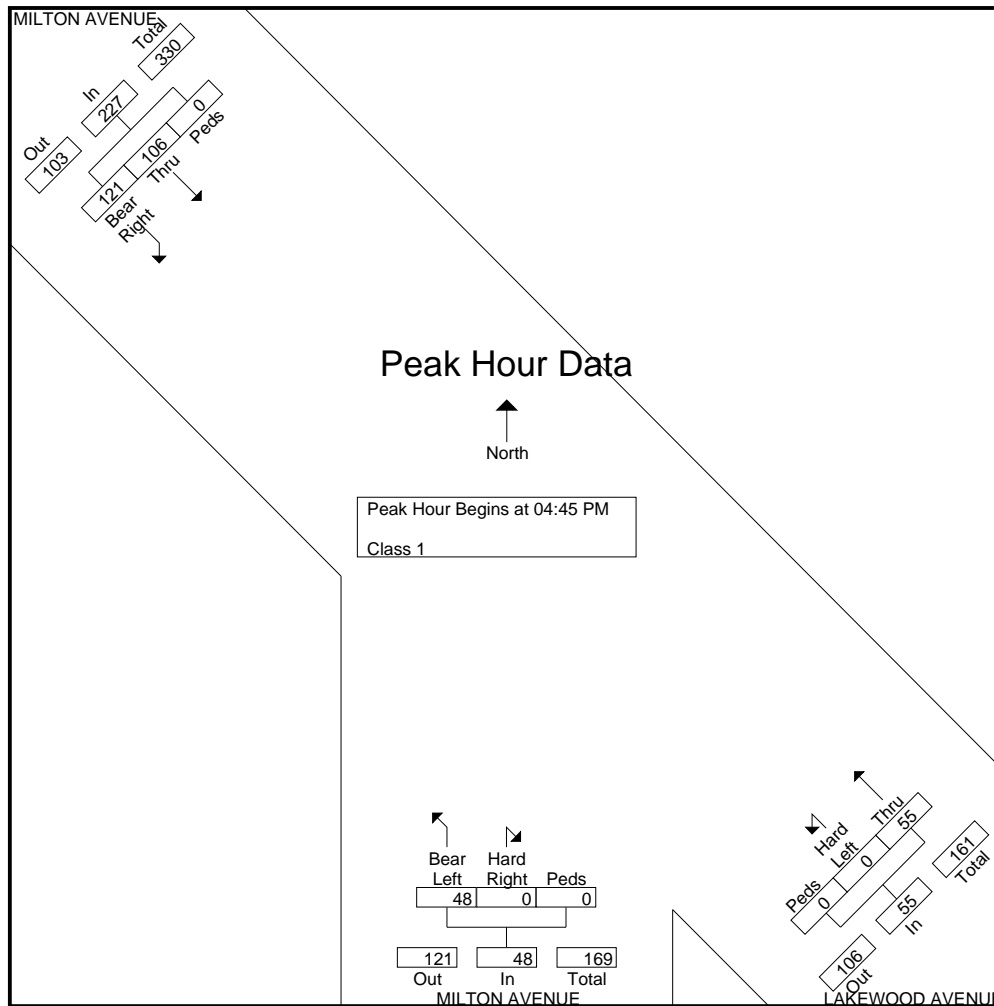 MILTON AVENUE
Out
In
Total
103
227
330
121
106
0
Bear
Right
Thru
Peds
Peak Hour Data
North
Peak Hour Begins at 04:45 PM
Class 1
Bear
Left
Hard
Right
Peds
48
0
0
121
48
169
Out
In
Total
MILTON AVENUE
Peds
Hard
Left
Thru
0
0
55
106
55
161
Out
In
Total
LAKEWOOD AVENUE